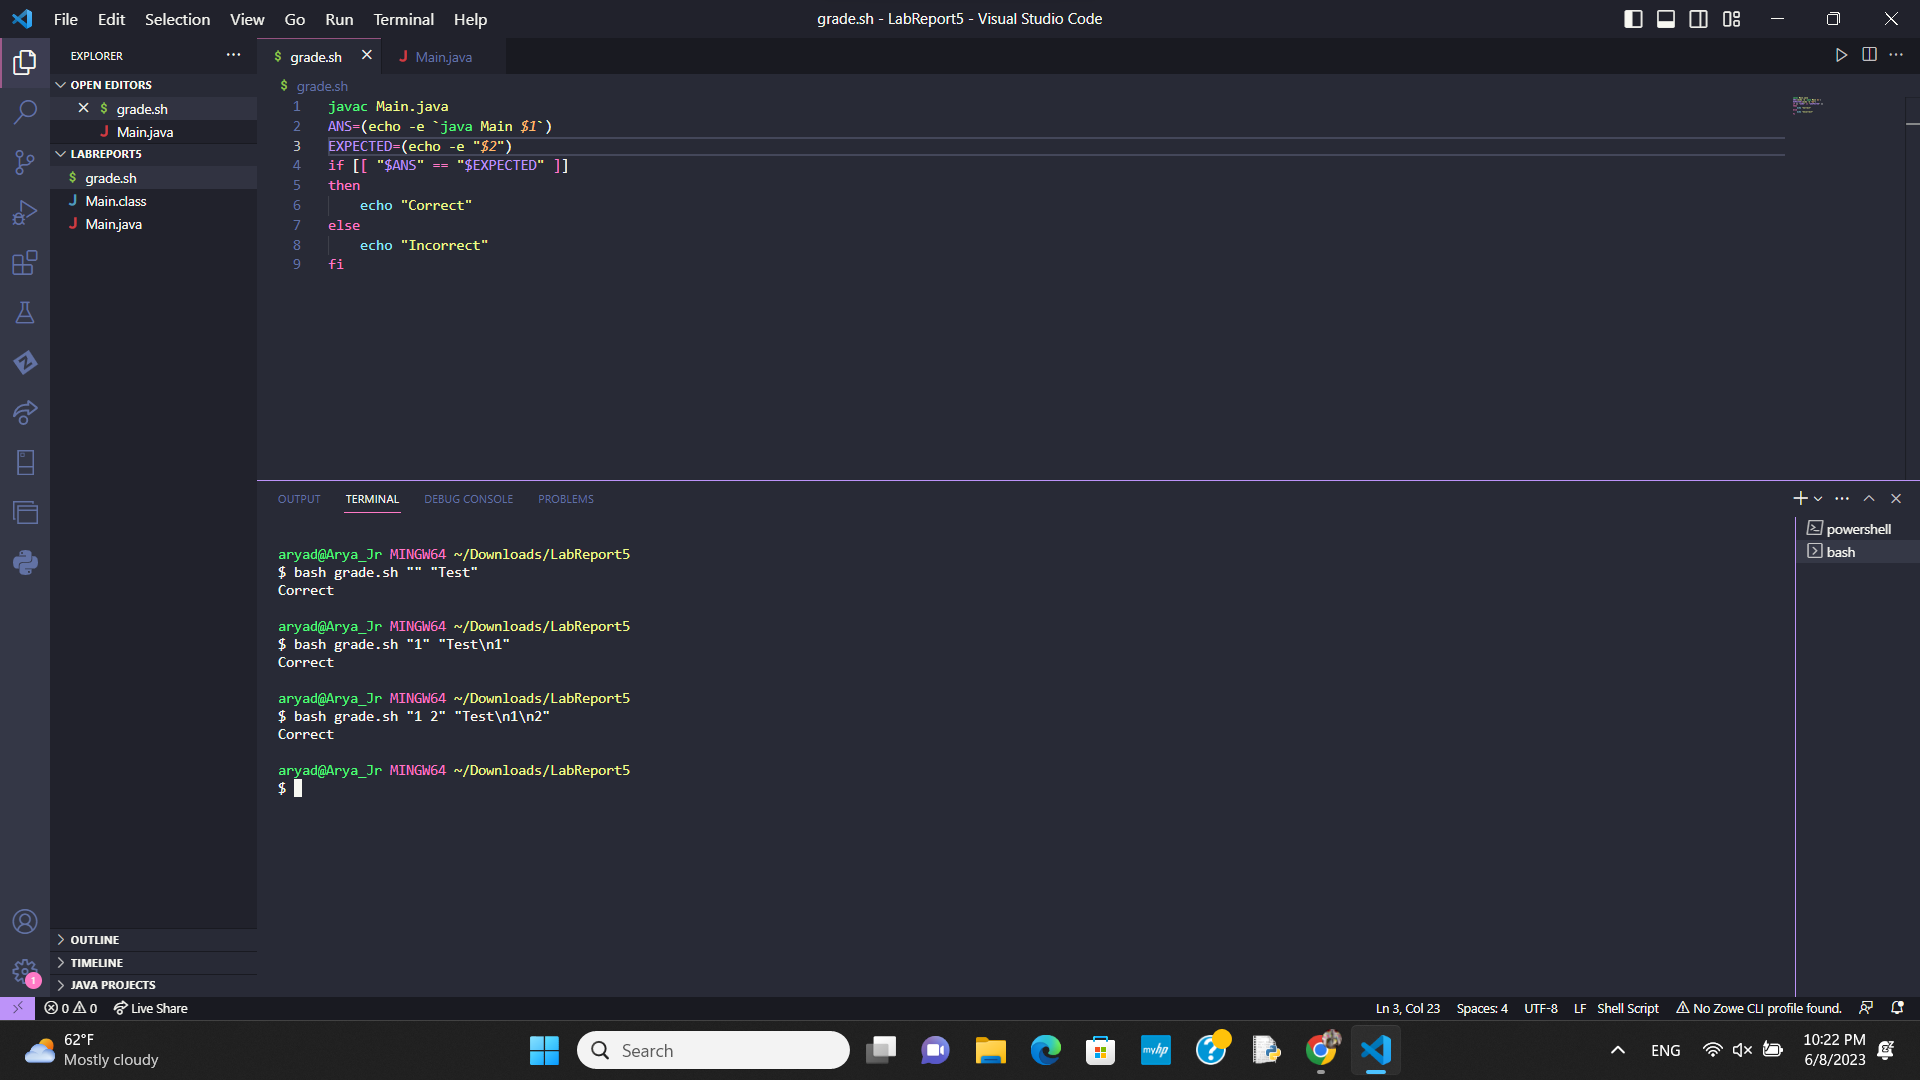 File Edit Selection View Go Run Terminal Help
grade.sh - LabReport5 - Visual Studio Code
EXPLORER
OPEN EDITORS
grade.sh
Main.java
LABREPORT5
grade.sh
Main.class
Main.java
OUTLINE
TIMELINE
JAVA PROJECTS
1
$ grade.sh
J Main.java
$ grade.sh
1 javac Main.java
2 ANS=(echo -e `java Main $1`)
3 EXPECTED=(echo -e "$2")
4 if [[ "$ANS" == "$EXPECTED" ]]
5 then
6 echo "Correct"
7 else
8 echo "Incorrect"
9 fi
OUTPUT TERMINAL DEBUG CONSOLE PROBLEMS
powershell
bash
aryad@Arya_Jr MINGW64 ~/Downloads/LabReport5
$ bash grade.sh "" "Test"
Correct
aryad@Arya_Jr MINGW64 ~/Downloads/LabReport5
$ bash grade.sh "1" "Test\n1"
Correct
aryad@Arya_Jr MINGW64 ~/Downloads/LabReport5
$ bash grade.sh "1 2" "Test\n1\n2"
Correct
aryad@Arya_Jr MINGW64 ~/Downloads/LabReport5
$
0 0 Live Share
Ln 3, Col 23 Spaces: 4 UTF-8 LF Shell Script No Zowe CLI profile found.
62°F
Mostly cloudy
Search
myhp
ENG
10:22 PM
6/8/2023